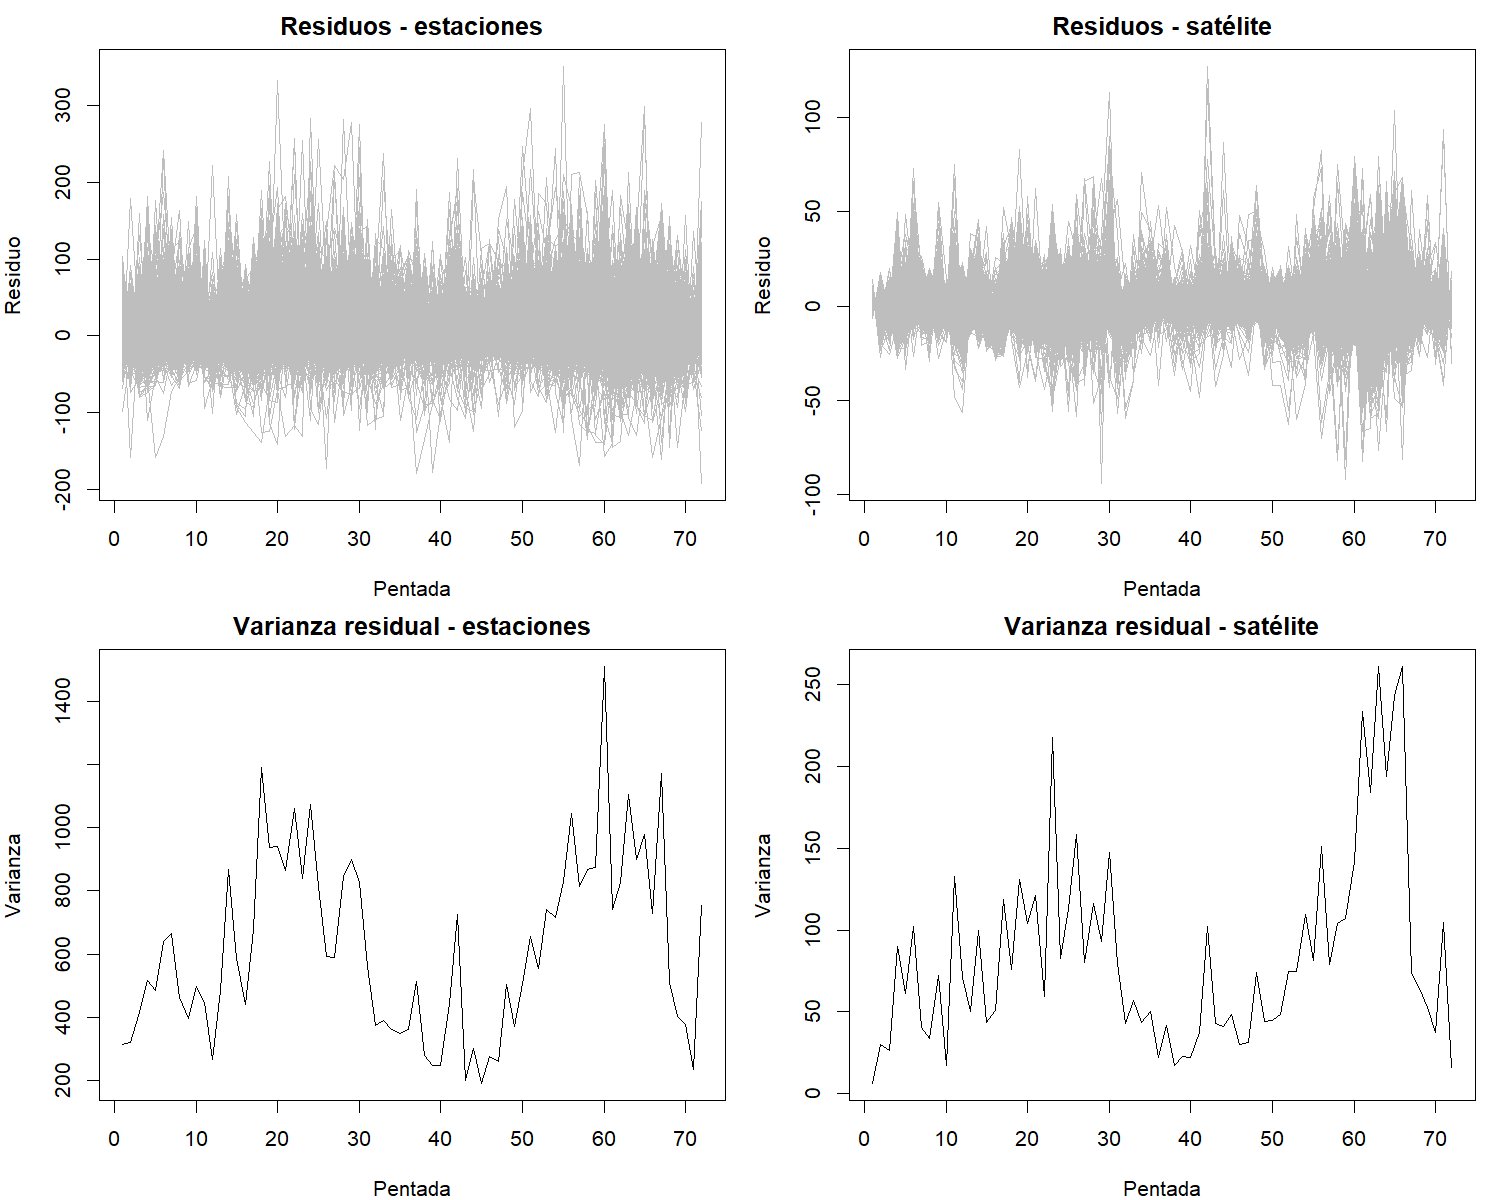 Residuos - estaciones
Residuo
300
200
100
0
-100
-200
0 10 20 30 40 50 60 70
Pentada
Residuos - satélite
Residuo
100
50
0
-50
-100
0 10 20 30 40 50 60 70
Pentada
Varianza residual - estaciones
Varianza
1400
1000
800
600
400
200
0 10 20 30 40 50 60 70
Pentada
Varianza residual - satélite
Varianza
250
200
150
100
50
0
0 10 20 30 40 50 60 70
Pentada